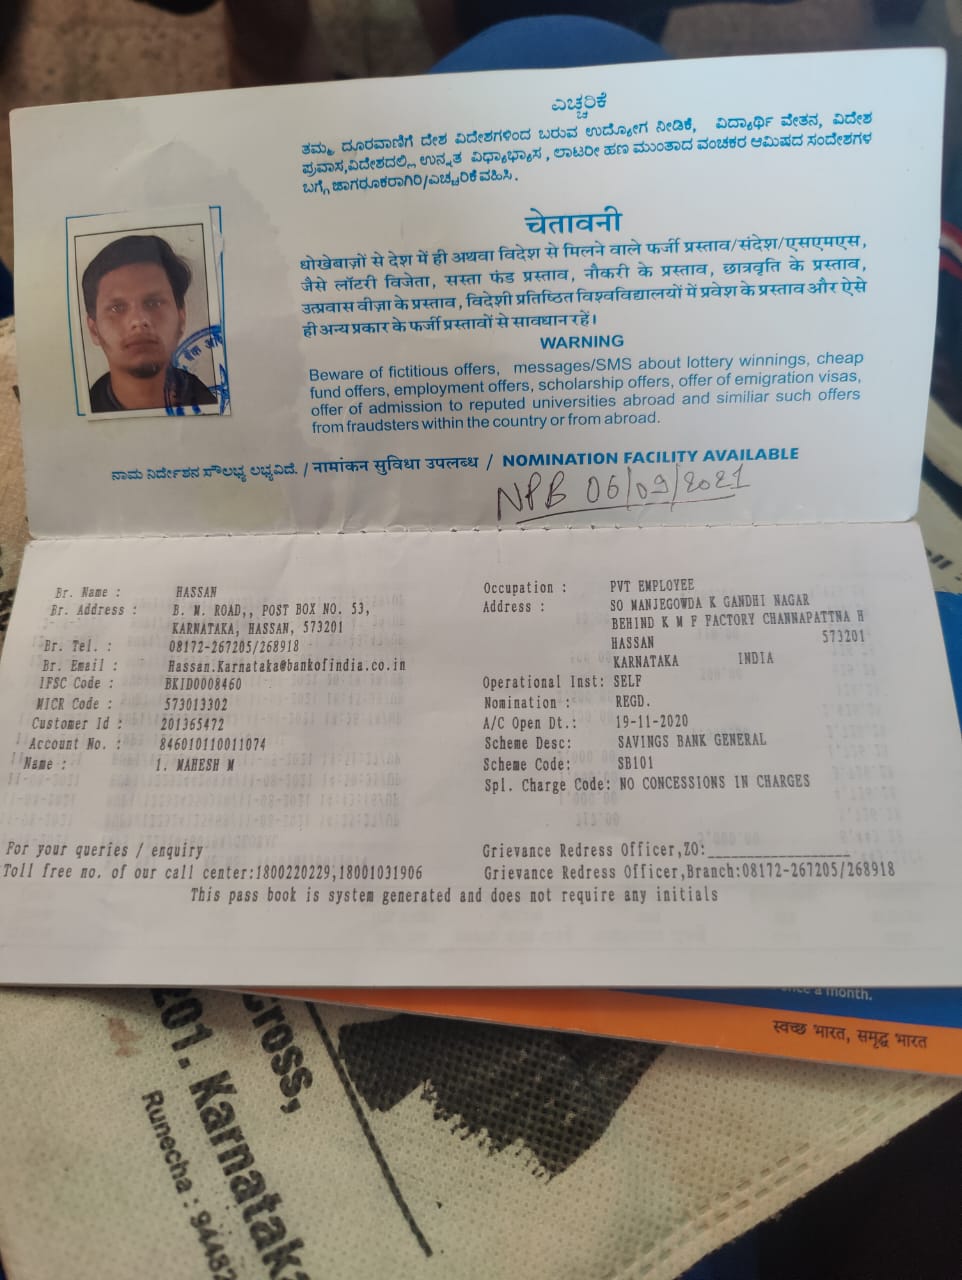 ಎಚ್ಚರಿಕೆ
ತಮ್ಮ ದೂರವಾಣಿಗೆ ದೇಶ ವಿದೇಶಗಳಿಂದ ಬರುವ ಉದ್ಯೋಗ ನೀಡಿಕೆ, ವಿದ್ಯಾರ್ಥಿ ವೇತನ, ವಿದೇಶ
ಪ್ರವಾಸ,ವಿದೇಶದಲ್ಲಿ ಉನ್ನತ ವಿಧ್ಯಾಭ್ಯಾಸ, ಲಾಟರೀ ಹಣ ಮುಂತಾದ ವಂಚಕರ ಆಮಿಷದ ಸಂದೇಶಗಳ
ಬಗ್ಗೆ ಜಾಗರೂಕರಾಗಿರಿ/ಎಚ್ಚರಿಕೆ ವಹಿಸಿ.
चेतावनी
धोखेबाज़ों से देश में ही अथवा विदेश से मिलने वाले फर्जी प्रस्ताव/संदेश/एसएमएस,
जैसे लॉटरी विजेता, सस्ता फंड प्रस्ताव, नौकरी के प्रस्ताव, छात्रवृति के प्रस्ताव,
उत्प्रवास वीज़ा के प्रस्ताव, विदेशी प्रतिष्ठित विश्वविद्यालयों में प्रवेश के प्रस्ताव और ऐसे
ही अन्य प्रकार के फर्जी प्रस्तावों से सावधान रहें।
WARNING
Beware of fictitious offers, messages/SMS about lottery winnings, cheap
fund offers, employment offers, scholarship offers, offer of emigration visas,
offer of admission to reputed universities abroad and similiar such offers
from fraudsters within the country or from abroad.
ನಾಮ ನಿರ್ದೇಶನ ಸೌಲಭ್ಯ ಲಭ್ಯವಿದೆ. / नामांकन सुविधा उपलब्ध / NOMINATION FACILITY AVAILABLE
NPB 06/09/2021
Br. Name : HASSAN
Br. Address : B. M. ROAD,, POST BOX NO. 53,
KARNATAKA, HASSAN, 573201
Br. Tel. : 08172-267205/268918
Br. Email : Hassan.Karnataka@bankofindia.co.in
IFSC Code : BKID0008460
MICR Code : 573013302
Customer Id : 201365472
Account No. : 846010110011074
Name : 1. MAHESH M
Occupation : PVT EMPLOYEE
Address : SO MANJEGOWDA K GANDHI NAGAR
BEHIND K M F FACTORY CHANNAPATTNA H
HASSAN 573201
KARNATAKA INDIA
Operational Inst: SELF
Nomination : REGD.
A/C Open Dt.: 19-11-2020
Scheme Desc: SAVINGS BANK GENERAL
Scheme Code: SB101
Spl. Charge Code: NO CONCESSIONS IN CHARGES
For your queries / enquiry
Toll free no. of our call center:1800220229,18001031906
Grievance Redress Officer,ZO:__________________
Grievance Redress Officer,Branch:08172-267205/268918
This pass book is system generated and does not require any initials
once a month.
स्वच्छ भारत, समृद्ध भारत
Cross,
201. Karnataka
Runecha : 9448